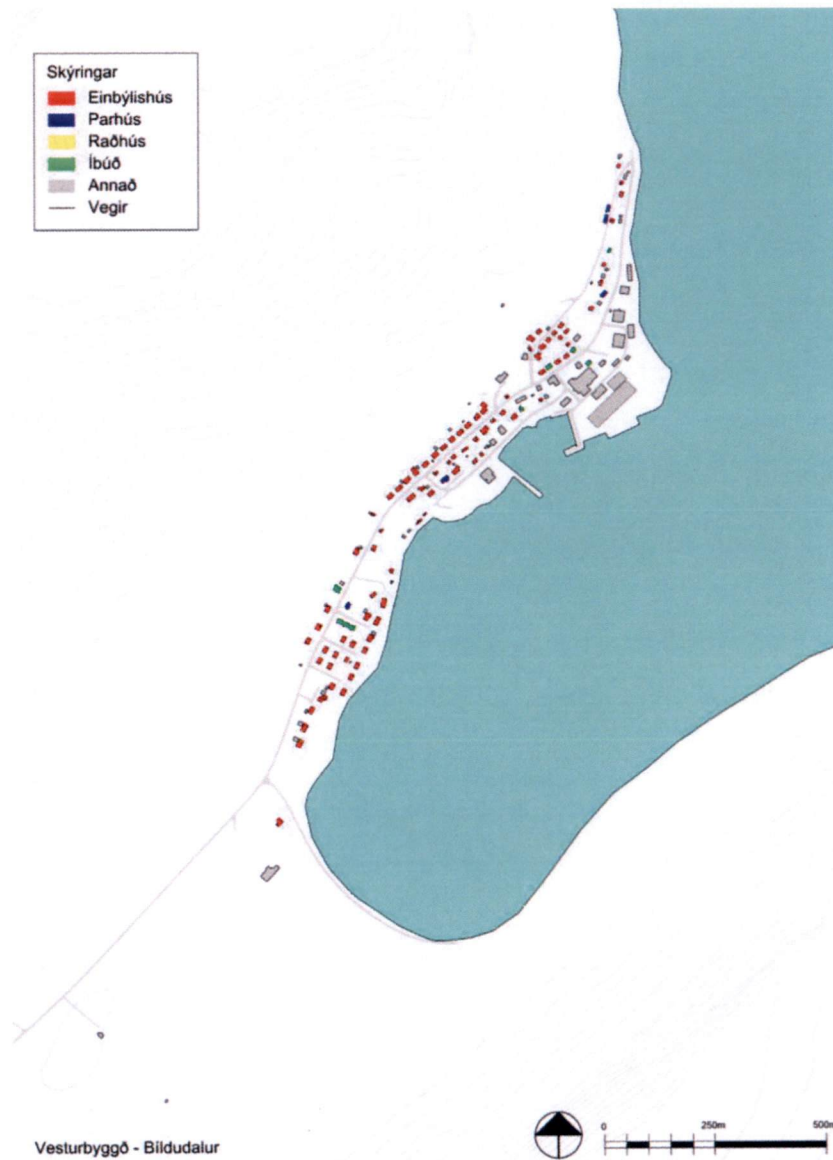 Skýringar
Einbýlishús
Parhús
Raðhús
Íbúð
Annað
Vegir
Vesturbyggð - Bíldudalur
0 250m 500m